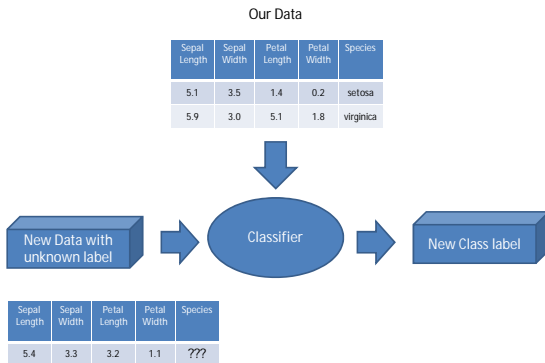 Our Data
Sepal Length Sepal Width Petal Length Petal Width Species
5.1 3.5 1.4 0.2 setosa
5.9 3.0 5.1 1.8 virginica
New Data with
unknown label
Classifier
New Class label
Sepal Length Sepal Width Petal Length Petal Width Species
5.4 3.3 3.2 1.1 ???